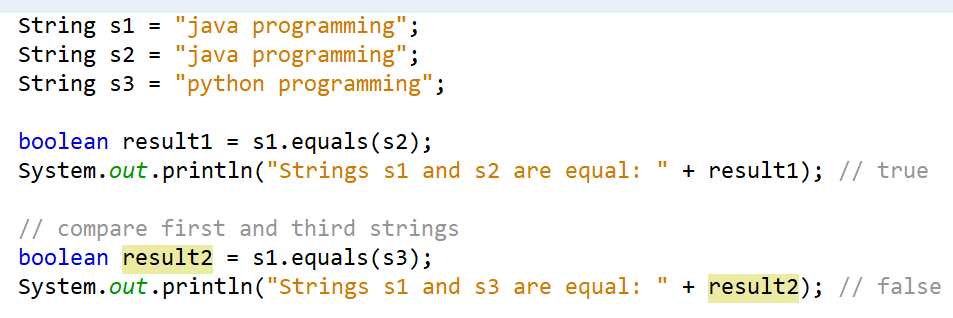 String s1 = "java programming";
String s2 = "java programming";
String s3 = "python programming";
boolean result1 = s1.equals(s2);
System.out.println("Strings s1 and s2 are equal: " + result1); // true
// compare first and third strings
boolean result2 = s1.equals(s3);
System.out.println("Strings s1 and s3 are equal: " + result2); // false